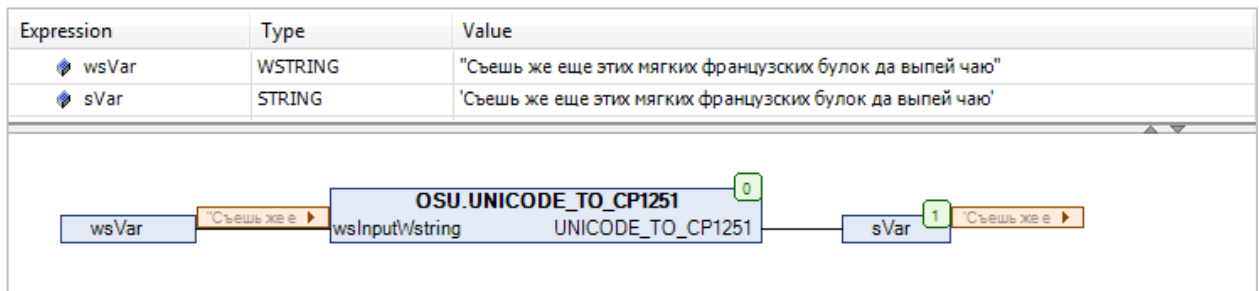 Expression Type Value
wsVar WSTRING "Съешь же еще этих мягких французских булок да выпей чаю"
sVar STRING 'Съешь же еще этих мягких французских булок да выпей чаю'
OSU.UNICODE_TO_CP1251 0
wsVar "Съешь же е wsInputWstring UNICODE_TO_CP1251 sVar 1 'Съешь же е